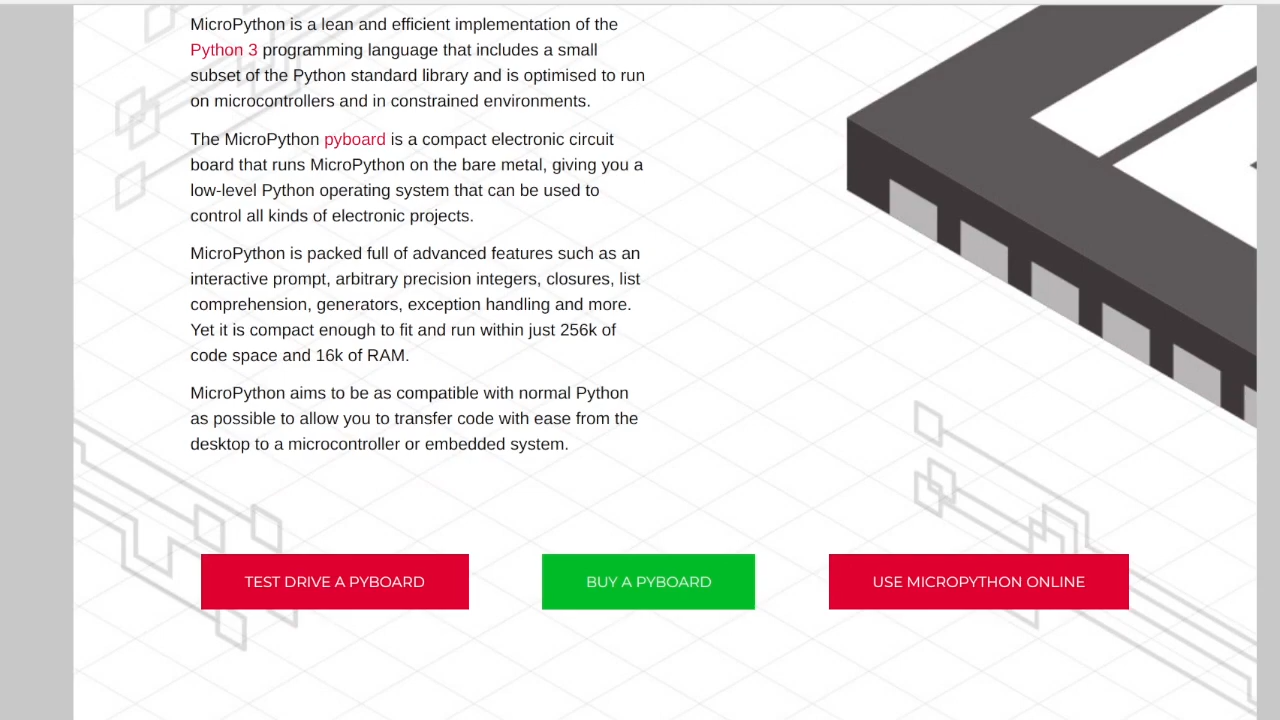 MicroPython is a lean and efficient implementation of the
Python 3 programming language that includes a small
subset of the Python standard library and is optimised to run
on microcontrollers and in constrained environments.
The MicroPython pyboard is a compact electronic circuit
board that runs MicroPython on the bare metal, giving you a
low-level Python operating system that can be used to
control all kinds of electronic projects.
MicroPython is packed full of advanced features such as an
interactive prompt, arbitrary precision integers, closures, list
comprehension, generators, exception handling and more.
Yet it is compact enough to fit and run within just 256k of
code space and 16k of RAM.
MicroPython aims to be as compatible with normal Python
as possible to allow you to transfer code with ease from the
desktop to a microcontroller or embedded system.
TEST DRIVE A PYBOARD
BUY A PYBOARD
USE MICROPYTHON ONLINE